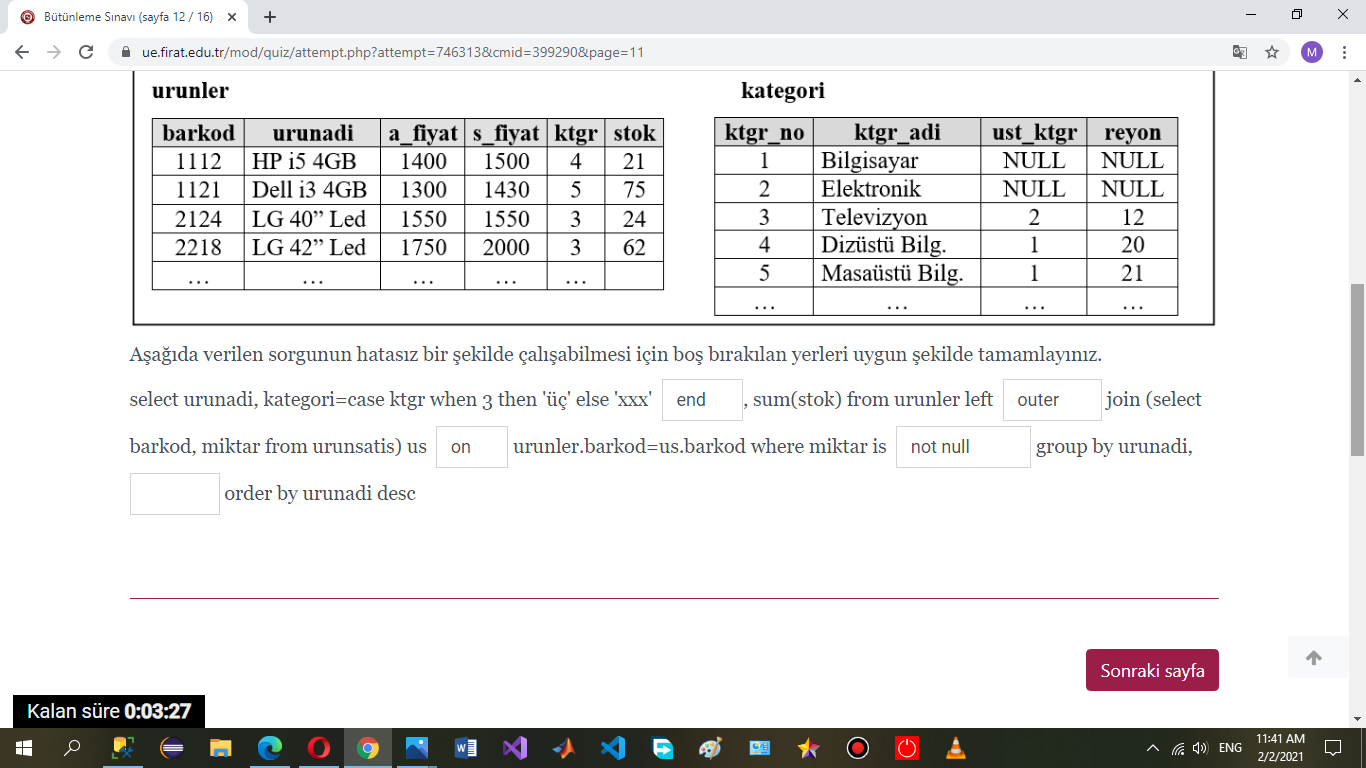 Bütünleme Sınavı (sayfa 12 / 16)
ue.firat.edu.tr/mod/quiz/attempt.php?attempt=746313&cmid=399290&page=11
M
urunler
barkod urunadi a_fiyat s_fiyat ktgr stok
1112 HP i5 4GB 1400 1500 4 21
1121 Dell i3 4GB 1300 1430 5 75
2124 LG 40” Led 1550 1550 3 24
2218 LG 42” Led 1750 2000 3 62
… … … … …
kategori
ktgr_no ktgr_adi ust_ktgr reyon
1 Bilgisayar NULL NULL
2 Elektronik NULL NULL
3 Televizyon 2 12
4 Dizüstü Bilg. 1 20
5 Masaüstü Bilg. 1 21
… … … …
Aşağıda verilen sorgunun hatasız bir şekilde çalışabilmesi için boş bırakılan yerleri uygun şekilde tamamlayınız.
select urunadi, kategori=case ktgr when 3 then 'üç' else 'xxx' end , sum(stok) from urunler left outer join (select
barkod, miktar from urunsatis) us on urunler.barkod=us.barkod where miktar is not null group by urunadi,
order by urunadi desc
Sonraki sayfa
Kalan süre 0:03:27
ENG
11:41 AM
2/2/2021